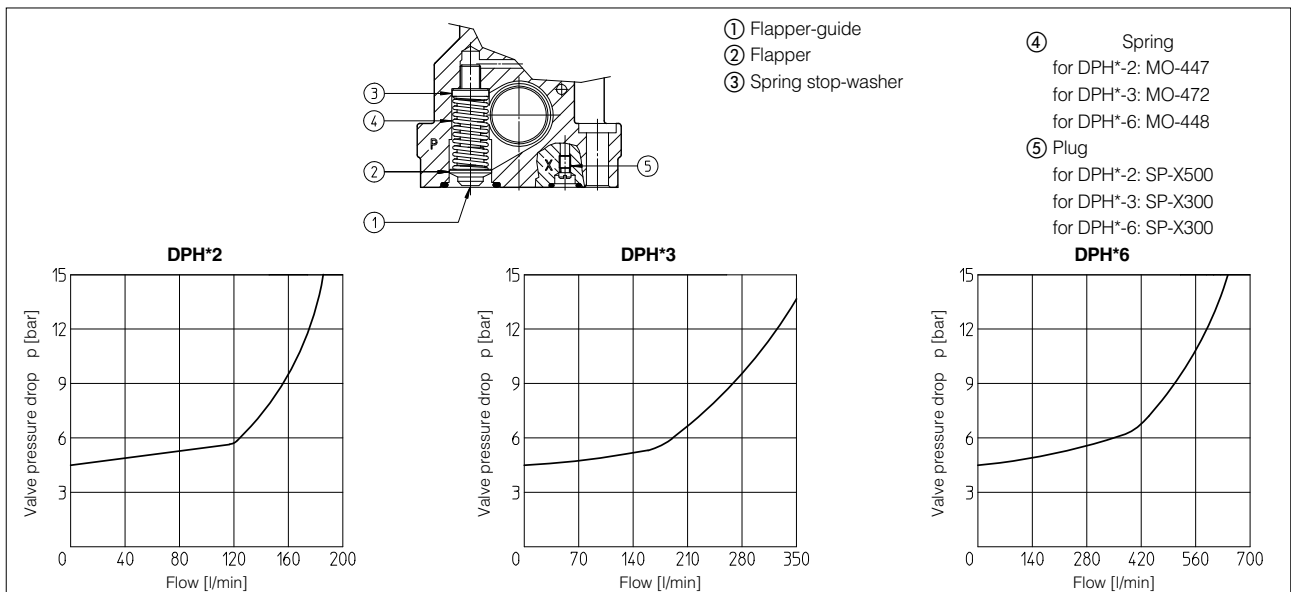 ① Flapper-guide
② Flapper
③ Spring stop-washer
④ Spring
for DPH*-2: MO-447
for DPH*-3: MO-472
for DPH*-6: MO-448
⑤ Plug
for DPH*-2: SP-X500
for DPH*-3: SP-X300
for DPH*-6: SP-X300
③
④
②
①
⑤
P
X
DPH*2
Valve pressure drop p [bar]
15
12
9
6
3
0 40 80 120 160 200
Flow [l/min]
DPH*3
Valve pressure drop p [bar]
15
12
9
6
3
0 70 140 210 280 350
Flow [l/min]
DPH*6
Valve pressure drop p [bar]
15
12
9
6
3
0 140 280 420 560 700
Flow [l/min]